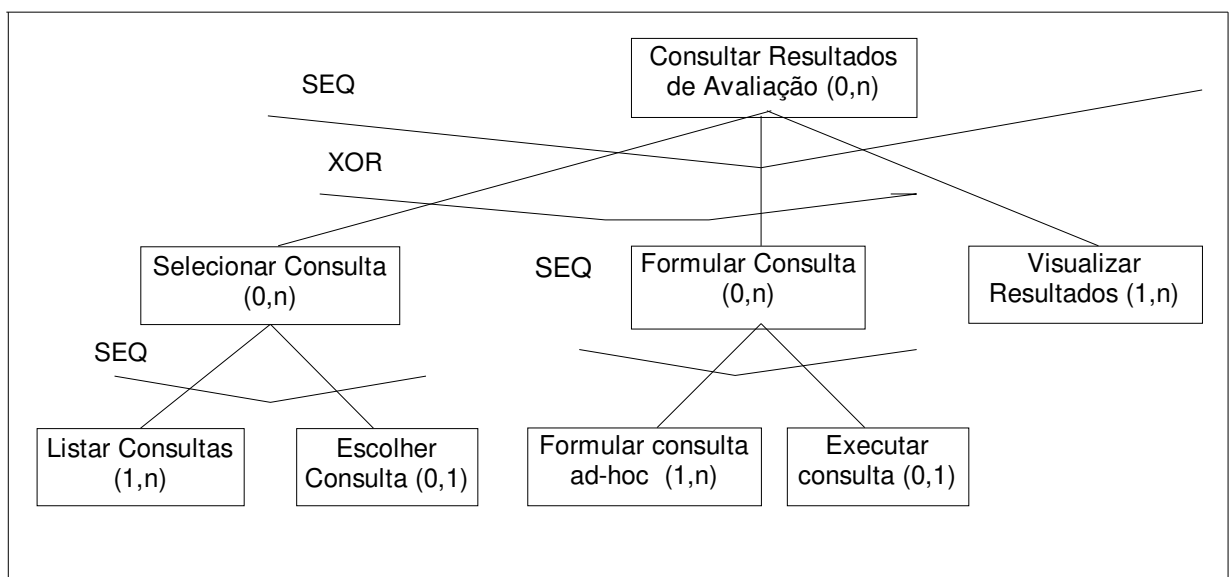 Consultar Resultados
de Avaliação (0,n)
SEQ
XOR
Selecionar Consulta
(0,n)
SEQ
Formular Consulta
(0,n)
Visualizar
Resultados (1,n)
SEQ
Listar Consultas
(1,n)
Escolher
Consulta (0,1)
Formular consulta
ad-hoc (1,n)
Executar
consulta (0,1)